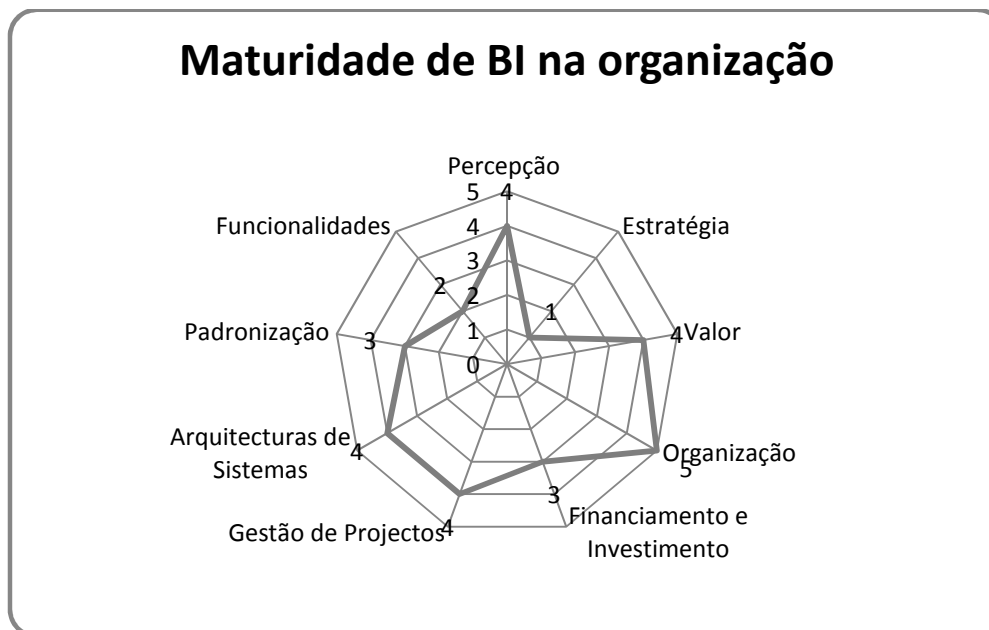 Maturidade de BI na organização
Percepção
5 4
Funcionalidades
Estratégia
4
3
2
2
1
1
Padronização
3
Valor
4
0
Arquitecturas de
Sistemas
4
Organização
5
Gestão de Projectos
4
3
Financiamento e
Investimento